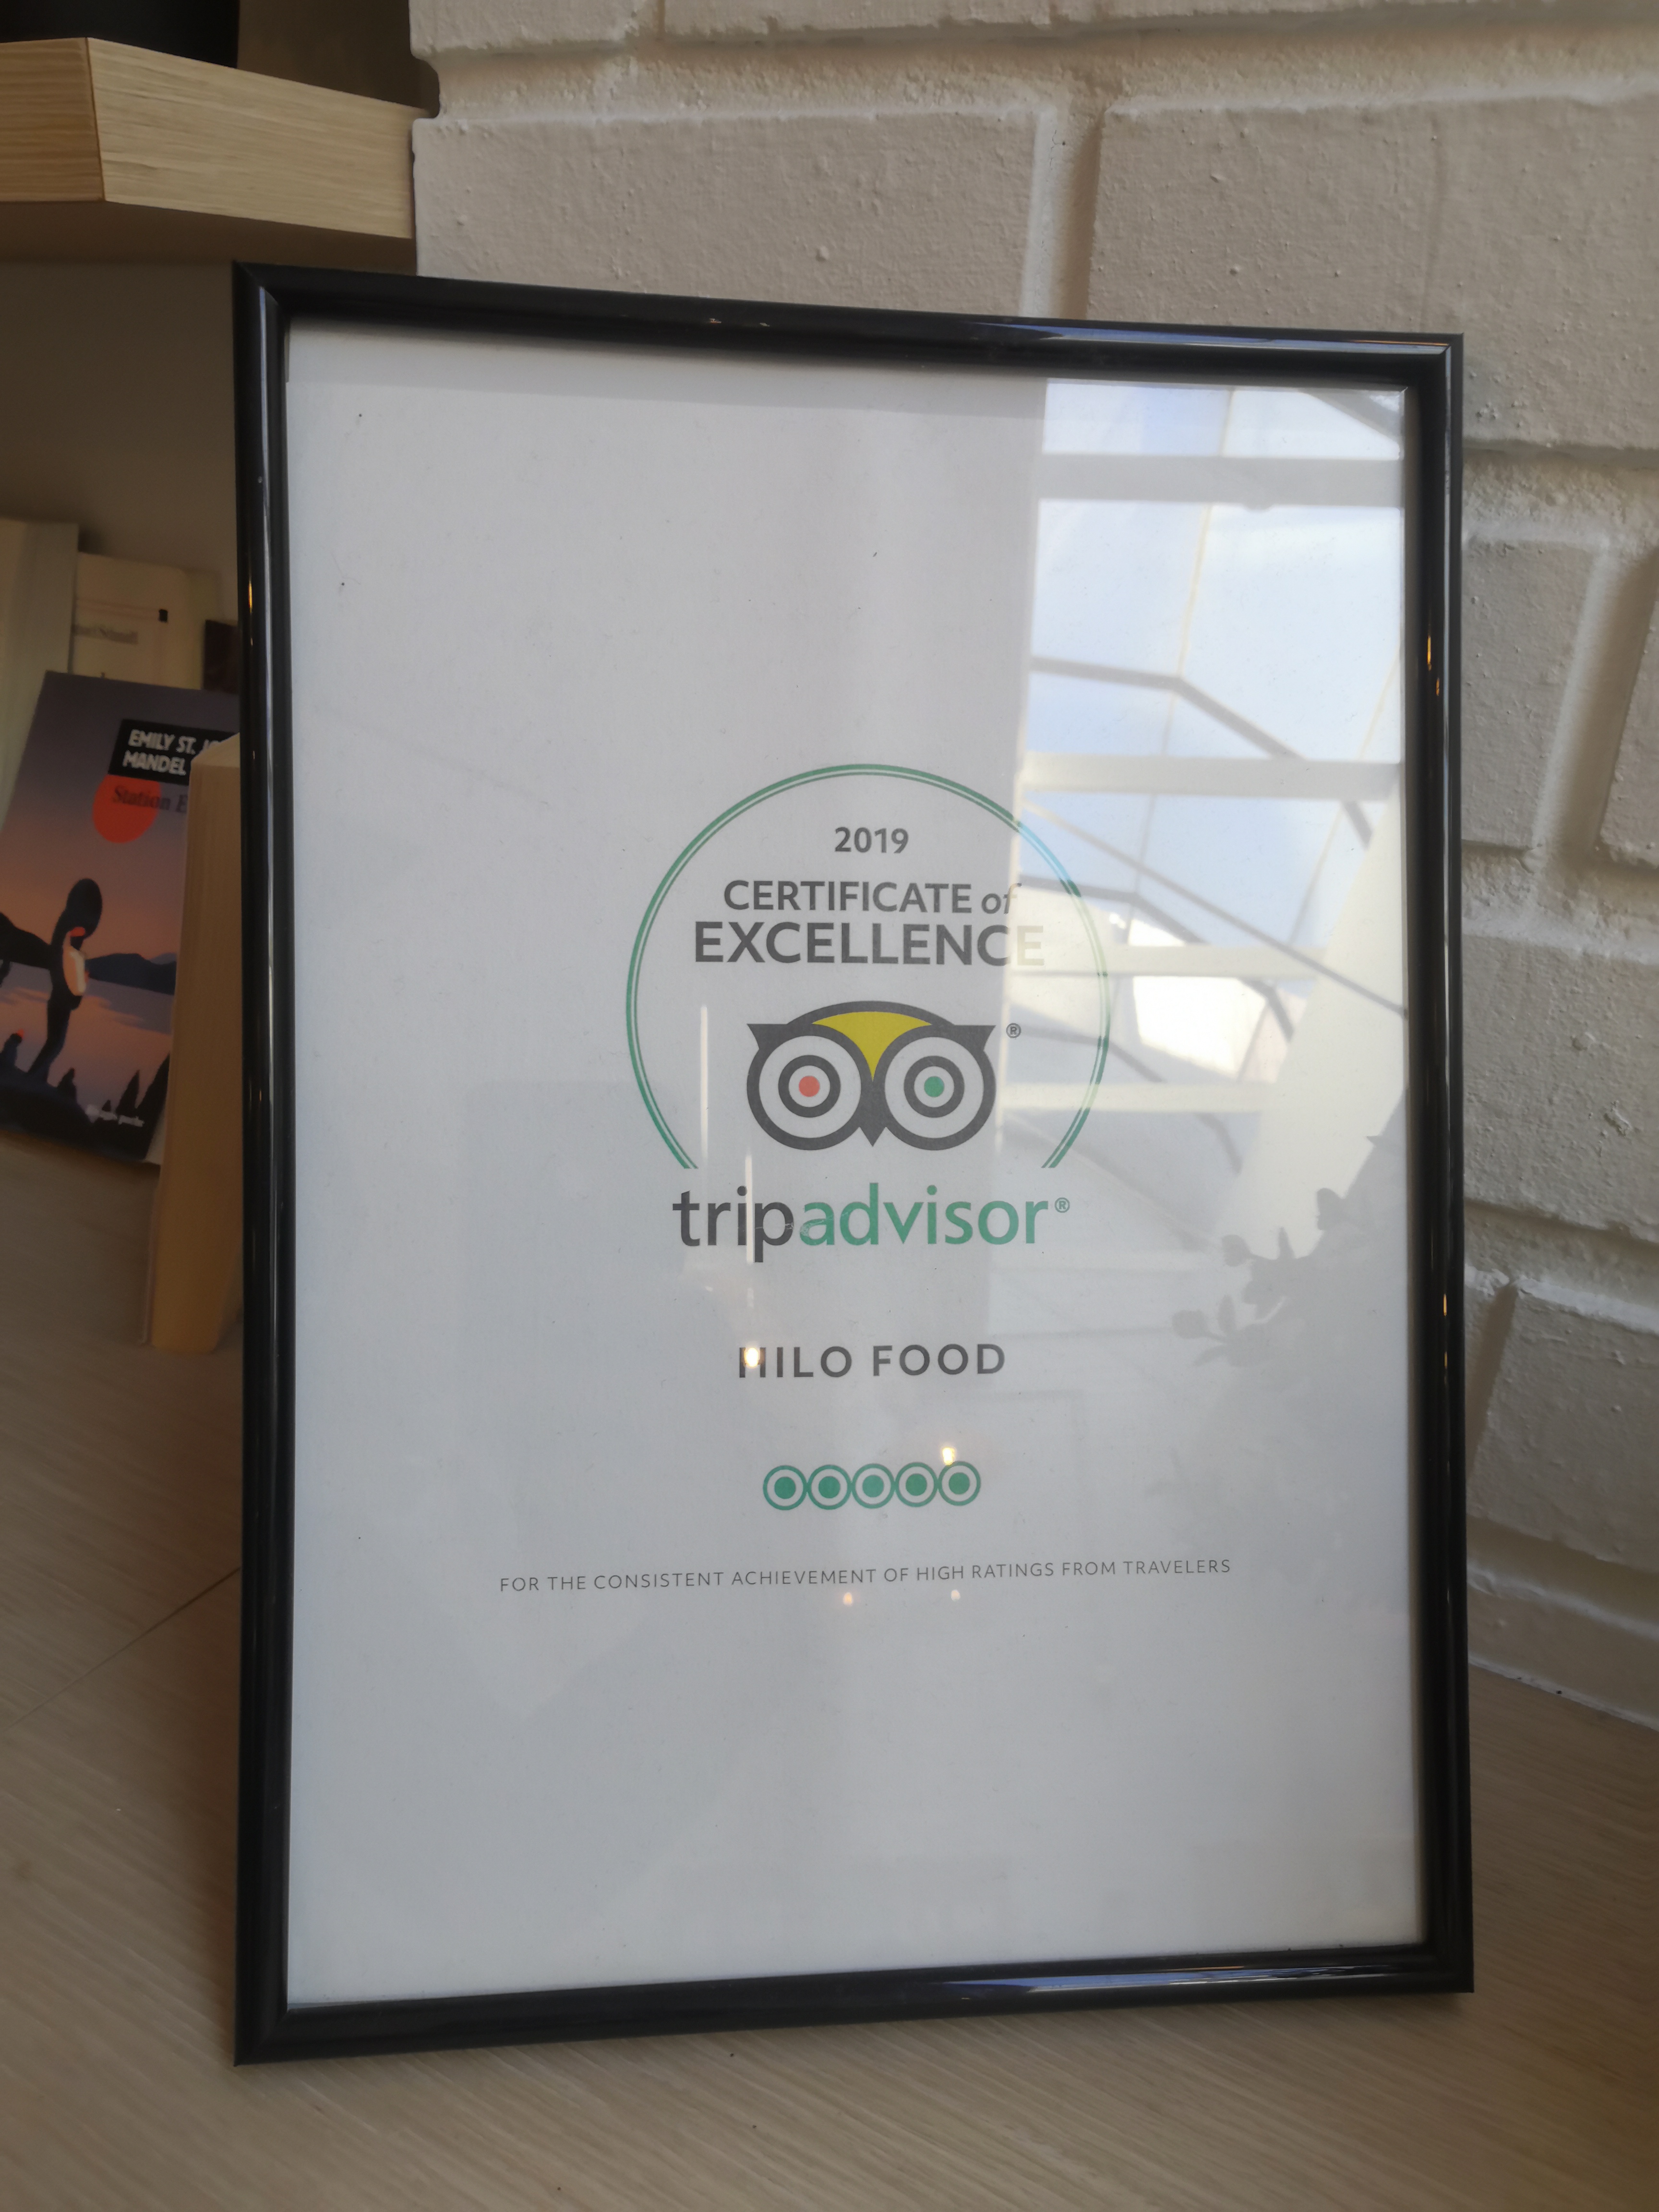 2019
CERTIFICATE of
EXCELLENCE
®
tripadvisor®
HILO FOOD
FOR THE CONSISTENT ACHIEVEMENT OF HIGH RATINGS FROM TRAVELERS
EMILY ST.
MANDEL
Station